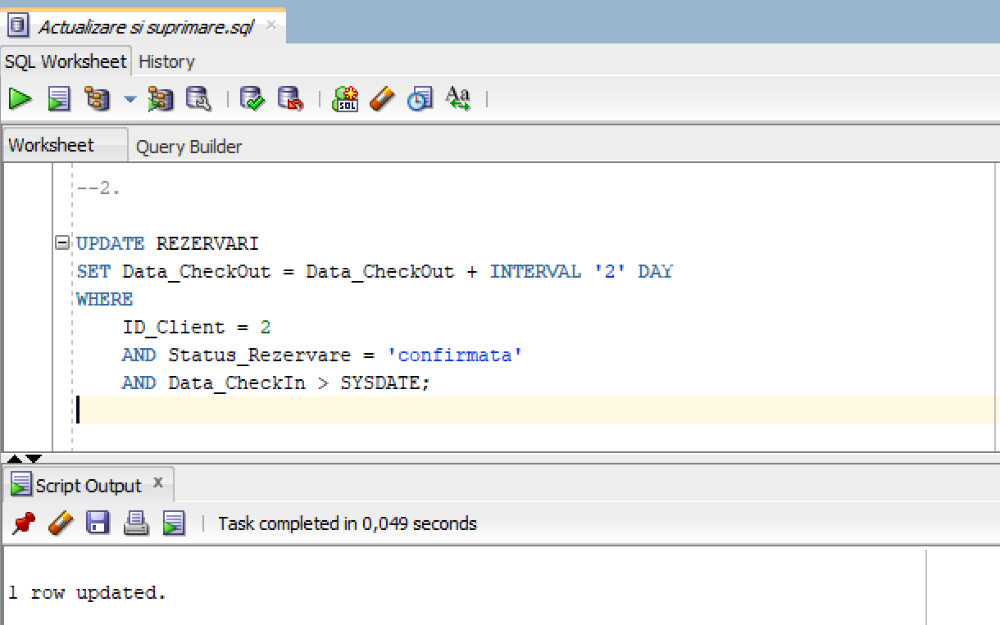 Actualizare si suprimare.sql
SQL Worksheet History
SQL
Aa
Worksheet Query Builder
--2.
UPDATE REZERVARI
SET Data_CheckOut = Data_CheckOut + INTERVAL '2' DAY
WHERE
ID_Client = 2
AND Status_Rezervare = 'confirmata'
AND Data_CheckIn > SYSDATE;
Script Output x
Task completed in 0,049 seconds
1 row updated.